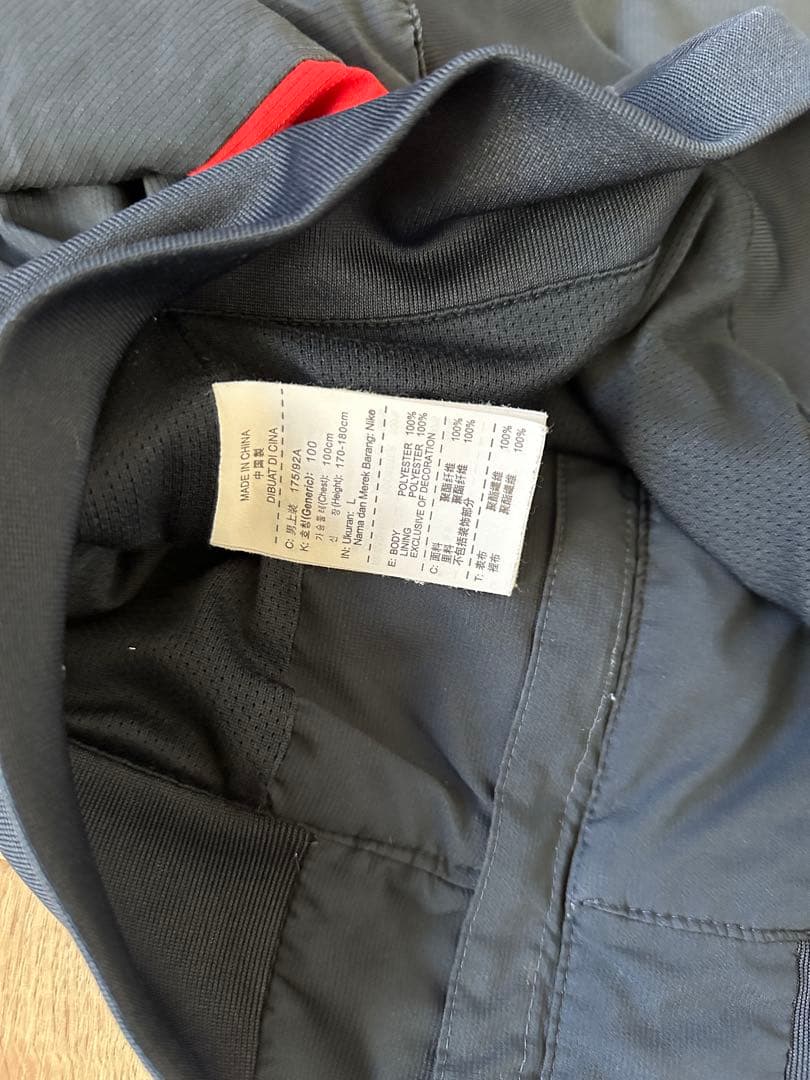 MADE IN CHINA
中国製
DIBUAT DI CINA
C: 男上装 175/92A
K: 호칭(Generic): 100
가슴둘레(Chest): 100cm
신 장(Height): 170-180cm
IN: Ukuran: L
Nama dan Merek Barang: Nike
E: BODY POLYESTER 100%
LINING POLYESTER 100%
EXCLUSIVE OF DECORATION
C: 面料 聚酯纤维 100%
里料 聚酯纤维 100%
不包括装饰部分
T: 表布 聚酯纖維 100%
裡布 聚酯纖維 100%